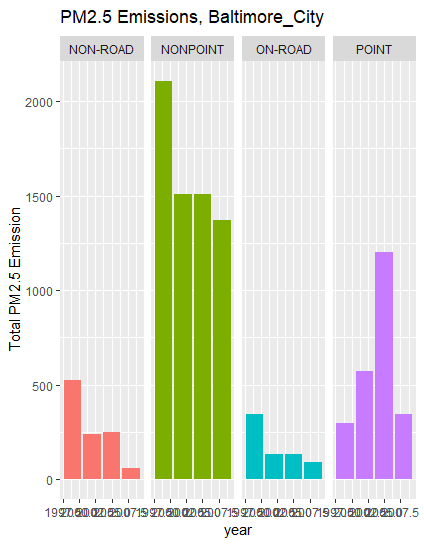 PM2.5 Emissions, Baltimore_City
NON-ROAD NONPOINT ON-ROAD POINT
2000
1500
1000
500
0
Total PM2.5 Emission
year